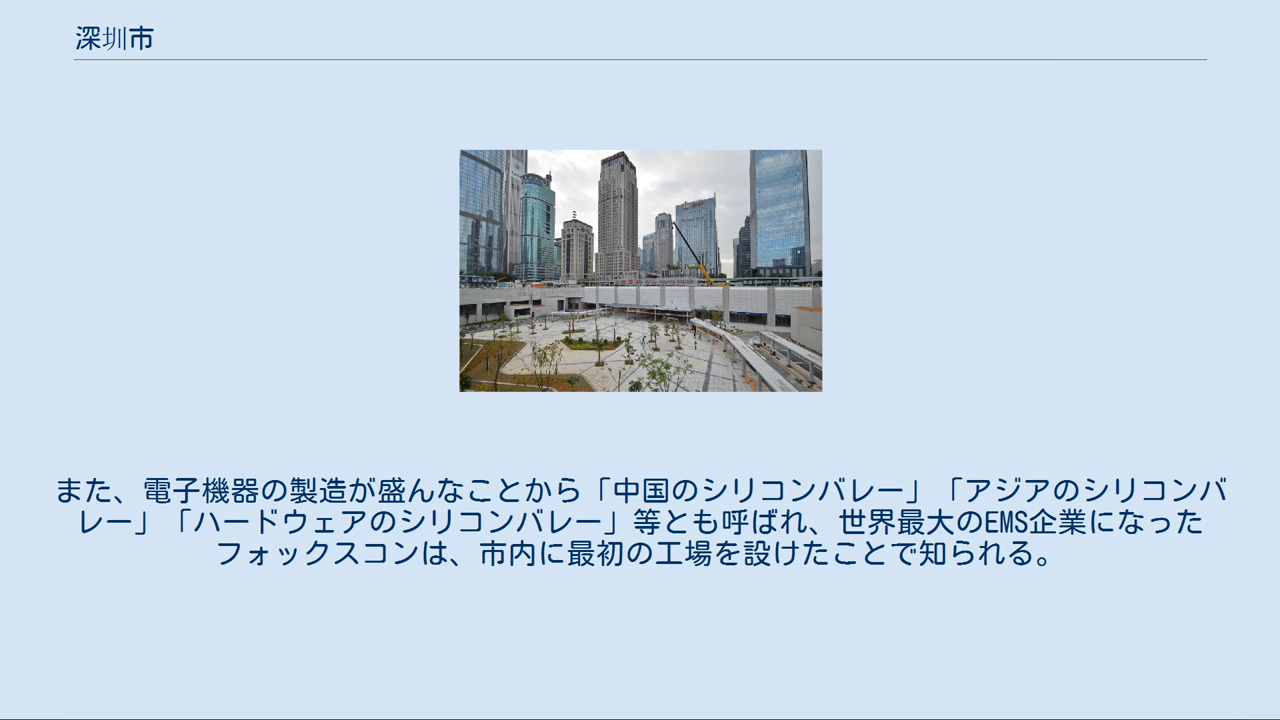 深圳市
また、電子機器の製造が盛んなことから「中国のシリコンバレー」「アジアのシリコンバ
レー」「ハードウェアのシリコンバレー」等とも呼ばれ、世界最大のEMS企業になった
フォックスコンは、市内に最初の工場を設けたことで知られる。